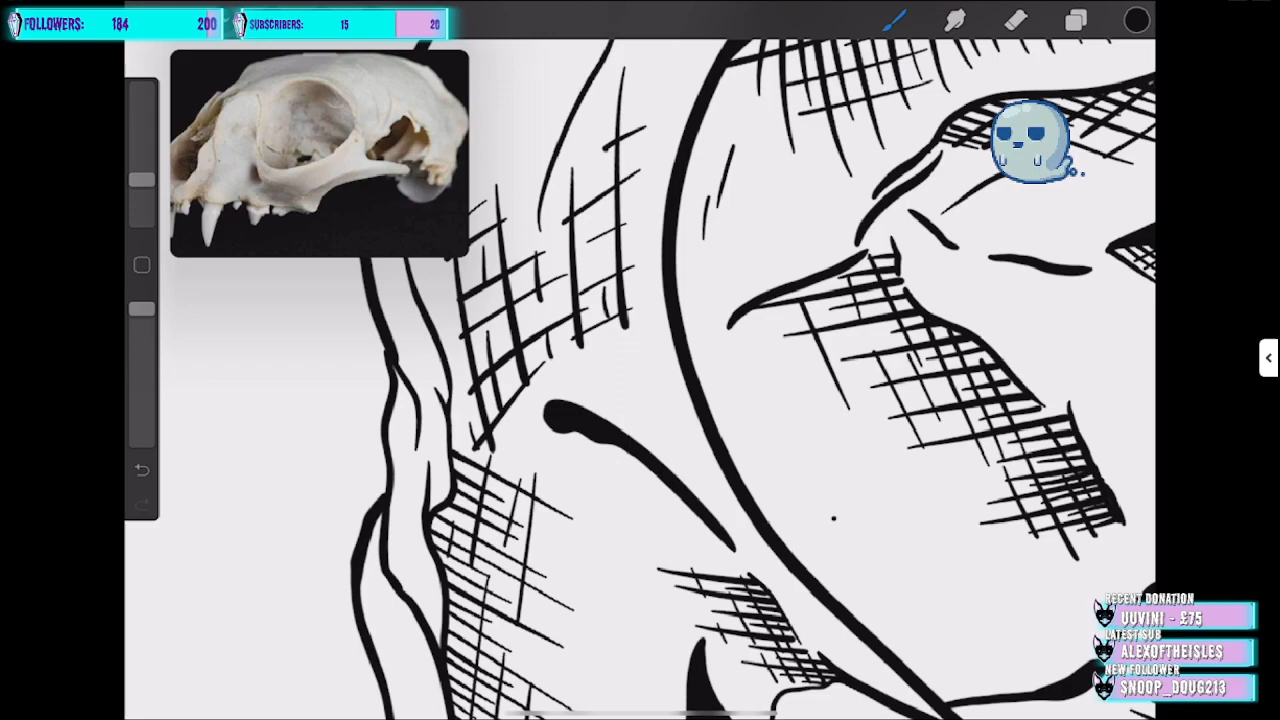 FOLLOWERS: 184 200
SUBSCRIBERS: 15 20
RECENT DONATION
UUVINI - £75
LATEST SUB
ALEXOFTHEISLES
NEW FOLLOWER
SNOOP_DOUG213